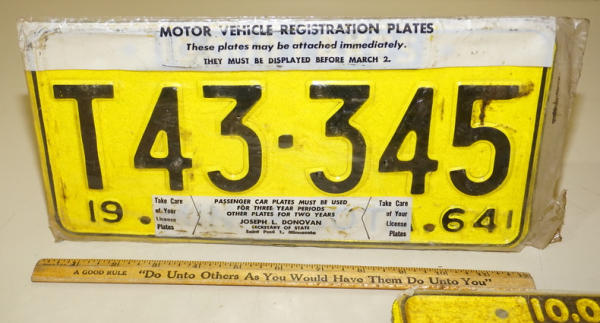 MOTOR VEHICLE REGISTRATION PLATES
These plates may be attached immediately.
THEY MUST BE DISPLAYED BEFORE MARCH 2.
T43·345
19
Take Care
of Your
License
Plates
PASSENGER CAR PLATES MUST BE USED
FOR THREE YEAR PERIODS
OTHER PLATES FOR TWO YEARS
JOSEPH L. DONOVAN
SECRETARY OF STATE
Saint Paul 1, Minnesota
Take Care
of Your
License
Plates
64
A GOOD RULE "Do Unto Others As You Would Have Them Do Unto You"
10,0